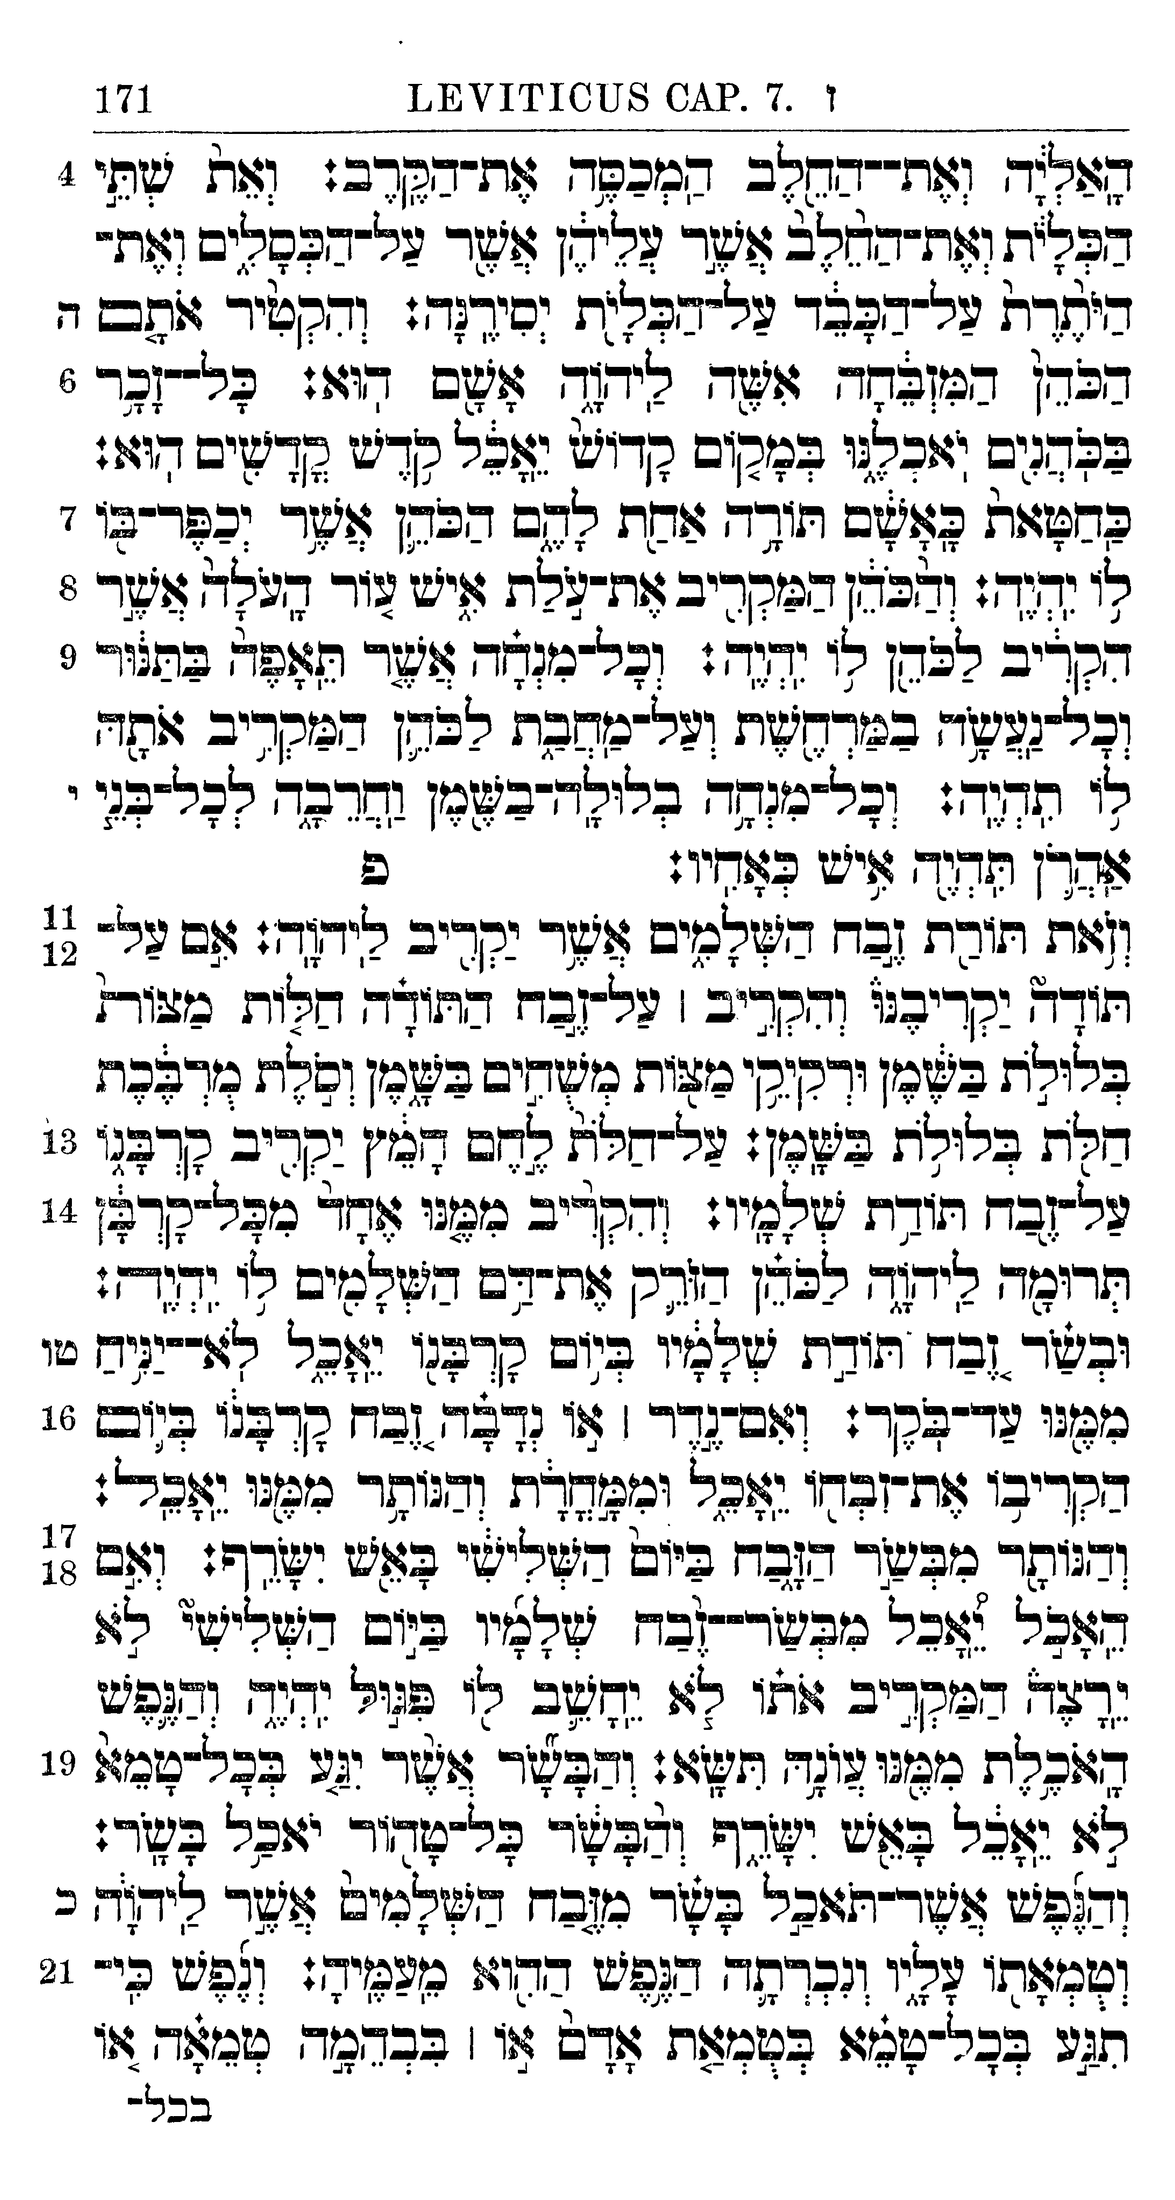 171 LEVITICUS CAP. 7. ז
הָֽאַלְיָ֔ה וְאֶת־הַחֵ֖לֶב הַֽמְכַסֶּ֥ה אֶת־הַקֶּֽרֶב׃ וְאֵת֙ שְׁתֵּ֣י 4
הַכְּלָיֹ֔ת וְאֶת־הַחֵ֙לֶב֙ אֲשֶׁ֣ר עֲלֵיהֶ֔ן אֲשֶׁ֖ר עַל־הַכְּסָלִ֑ים וְאֶת־
הַיֹּתֶ֙רֶת֙ עַל־הַכָּבֵ֔ד עַל־הַכְּלָיֹ֖ת יְסִירֶֽנָּה׃ וְהִקְטִ֨יר אֹתָ֤ם ה
הַכֹּהֵן֙ הַמִּזְבֵּ֔חָה אִשֶּׁ֖ה לַֽיהוָֹ֑ה אָשָׁ֖ם הֽוּא׃ כָּל־זָכָ֥ר 6
בַּכֹּֽהֲנִ֖ים יֹֽאכְלֶ֑נּוּ בְּמָק֤וֹם קָדוֹשׁ֙ יֵֽאָכֵ֔ל קֹ֥דֶשׁ קָֽדָשִׁ֖ים הֽוּא׃
כַּֽחַטָּאת֙ כָּֽאָשָׁ֔ם תּוֹרָ֥ה אַחַ֖ת לָהֶ֑ם הַכֹּהֵ֛ן אֲשֶׁ֥ר יְכַפֶּר־בּ֖וֹ 7
ל֥וֹ יִֽהְיֶֽה׃ וְהַ֨כֹּהֵ֔ן הַמַּקְרִ֖יב אֶת־עֹ֣לַת אִ֑ישׁ ע֤וֹר הָֽעֹלָה֙ אֲשֶׁ֣ר 8
הִקְרִ֔יב לַכֹּהֵ֖ן ל֥וֹ יִֽהְיֶֽה׃ וְכָל־מִנְחָ֗ה אֲשֶׁ֤ר תֵּֽאָפֶה֙ בַּתַּנּ֔וּר 9
וְכָל־נַֽעֲשָׂ֥ה בַמַּרְחֶ֖שֶׁת וְעַל־מַֽחֲבַ֑ת לַכֹּהֵ֛ן הַמַּקְרִ֥יב אֹתָ֖הּ
ל֥וֹ תִֽהְיֶֽה׃ וְכָל־מִנְחָ֥ה בְלוּלָֽה־בַשֶּׁ֖מֶן וַֽחֲרֵבָ֑ה לְכָל־בְּנֵ֧י י
אַֽהֲרֹ֛ן תִּֽהְיֶ֖ה אִ֥ישׁ כְּאָחִֽיו׃ פ
וְזֹ֥את תּוֹרַ֖ת זֶ֣בַח הַשְּׁלָמִ֑ים אֲשֶׁ֥ר יַקְרִ֖יב לַֽיהוָֹֽה׃ אִ֣ם עַל־ 11 12
תּוֹדָה֮ יַקְרִיבֶנּוּ֒ וְהִקְרִ֣יב ׀ עַל־זֶ֣בַח הַתּוֹדָ֗ה חַלּ֤וֹת מַצּוֹת֙
בְּלוּלֹ֣ת בַּשֶּׁ֔מֶן וּרְקִיקֵ֥י מַצּ֖וֹת מְשֻׁחִ֣ים בַּשָּׁ֑מֶן וְסֹ֣לֶת מֻרְבֶּ֔כֶת
חַלֹּ֖ת בְּלוּלֹ֥ת בַּשָּֽׁמֶן׃ עַל־חַלֹּת֙ לֶ֣חֶם חָמֵ֔ץ יַקְרִ֖יב קָרְבָּנ֑וֹ 13
עַל־זֶ֖בַח תּוֹדַ֥ת שְׁלָמָֽיו׃ וְהִקְרִ֨יב מִמֶּ֤נּוּ אֶחָד֙ מִכָּל־קָרְבָּ֔ן 14
תְּרוּמָ֖ה לַֽיהוָֹ֑ה לַכֹּהֵ֗ן הַזֹּרֵ֛ק אֶת־דַּ֥ם הַשְּׁלָמִ֖ים ל֥וֹ יִֽהְיֶֽה׃
וּבְשַׂ֗ר זֶ֚בַח תּוֹדַ֣ת שְׁלָמָ֔יו בְּי֥וֹם קָרְבָּנ֖וֹ יֵֽאָכֵ֑ל לֹֽא־יַנִּ֥יחַ טו
מִמֶּ֖נּוּ עַד־בֹּֽקֶר׃ וְאִם־נֶ֣דֶר ׀ א֣וֹ נְדָבָ֗ה זֶ֚בַח קָרְבָּנ֔וֹ בְּי֛וֹם 16
הַקְרִיב֥וֹ אֶת־זִבְח֖וֹ יֵֽאָכֵ֑ל וּמִֽמָּחֳרָ֔ת וְהַנּוֹתָ֥ר מִמֶּ֖נּוּ יֵֽאָכֵֽל׃
וְהַנּוֹתָ֖ר מִבְּשַׂ֣ר הַזָּ֑בַח בַּיּוֹם֙ הַשְּׁלִישִׁ֔י בָּאֵ֖שׁ יִשָּׂרֵֽף׃ וְאִ֣ם 17 18
הֵֽאָכֹ֣ל יֵ֠אָכֵ֠ל מִבְּשַׂר־זֶ֨בַח שְׁלָמָ֜יו בַּיּ֣וֹם הַשְּׁלִישִׁי֮ לֹ֣א
יֵֽרָצֶה֒ הַמַּקְרִ֣יב אֹת֗וֹ לֹ֧א יֵֽחָשֵׁ֛ב ל֖וֹ פִּגּ֣וּל יִֽהְיֶ֑ה וְהַנֶּ֛פֶשׁ
הָֽאֹכֶ֥לֶת מִמֶּ֖נּוּ עֲוֹנָ֥הּ תִּשָּֽׂא׃ וְהַבָּשָׂ֞ר אֲשֶׁ֨ר יִגַּ֤ע בְּכָל־טָמֵא֙ 19
לֹ֣א יֵֽאָכֵ֔ל בָּאֵ֖שׁ יִשָּׂרֵ֑ף וְהַ֨בָּשָׂ֔ר כָּל־טָה֖וֹר יֹאכַ֥ל בָּשָֽׂר׃
וְהַנֶּ֜פֶשׁ אֲשֶׁר־תֹּאכַ֣ל בָּשָׂ֗ר מִזֶּ֤בַח הַשְּׁלָמִים֙ אֲשֶׁ֣ר לַֽיהוָֹ֔ה כ
וְטֻמְאָת֖וֹ עָלָ֑יו וְנִכְרְתָ֛ה הַנֶּ֥פֶשׁ הַהִ֖וא מֵֽעַמֶּֽיהָ׃ וְנֶ֜פֶשׁ כִּֽי־ 21
תִגַּ֣ע בְּכָל־טָמֵ֗א בְּטֻמְאַ֤ת אָדָם֙ א֣וֹ ׀ בִּבְהֵמָ֣ה טְמֵאָ֗ה א֚וֹ
בכל־